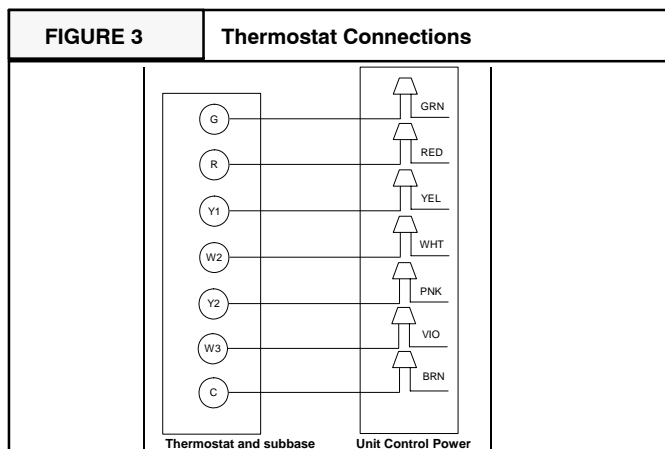 FIGURE 3 Thermostat Connections
G GRN
R RED
Y1 YEL
W2 WHT
Y2 PNK
W3 VIO
C BRN
Thermostat and subbase Unit Control Power